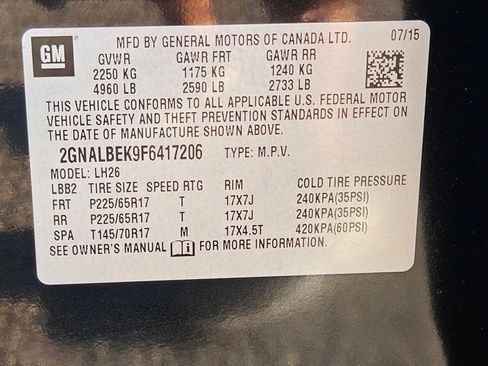 GM
MFD BY GENERAL MOTORS OF CANADA LTD. 07/15
GVWR GAWR FRT GAWR RR
2250 KG 1175 KG 1240 KG
4960 LB 2590 LB 2733 LB
THIS VEHICLE CONFORMS TO ALL APPLICABLE U.S. FEDERAL MOTOR
VEHICLE SAFETY AND THEFT PREVENTION STANDARDS IN EFFECT ON
THE DATE OF MANUFACTURE SHOWN ABOVE.
2GNALBEK9F6417206 TYPE: M.P.V.
MODEL: LH26
LBB2 TIRE SIZE SPEED RTG RIM COLD TIRE PRESSURE
FRT P225/65R17 T 17X7J 240KPA(35PSI)
RR P225/65R17 T 17X7J 240KPA(35PSI)
SPA T145/70R17 M 17X4.5T 420KPA(60PSI)
SEE OWNER'S MANUAL FOR MORE INFORMATION